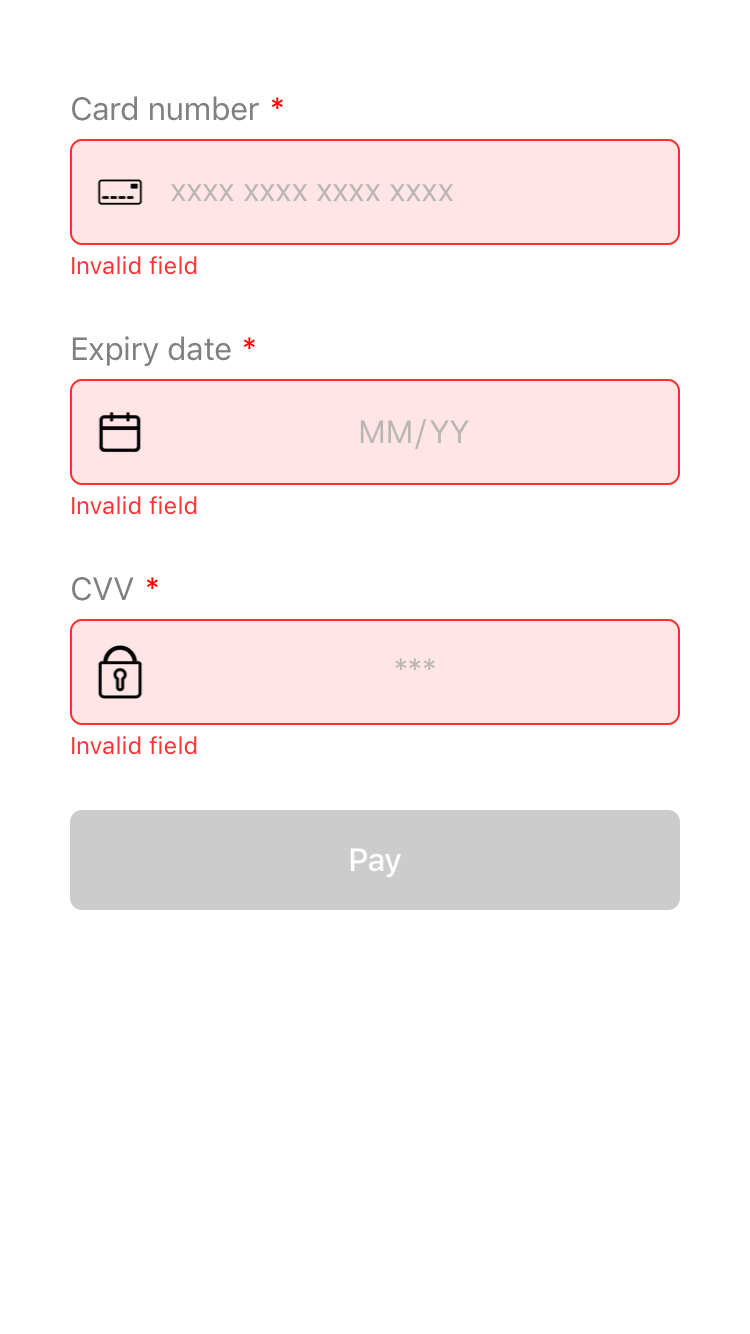 Card number *
xxxx xxxx xxxx xxxx
Invalid field
Expiry date *
MM/YY
Invalid field
CVV *
***
Invalid field
Pay